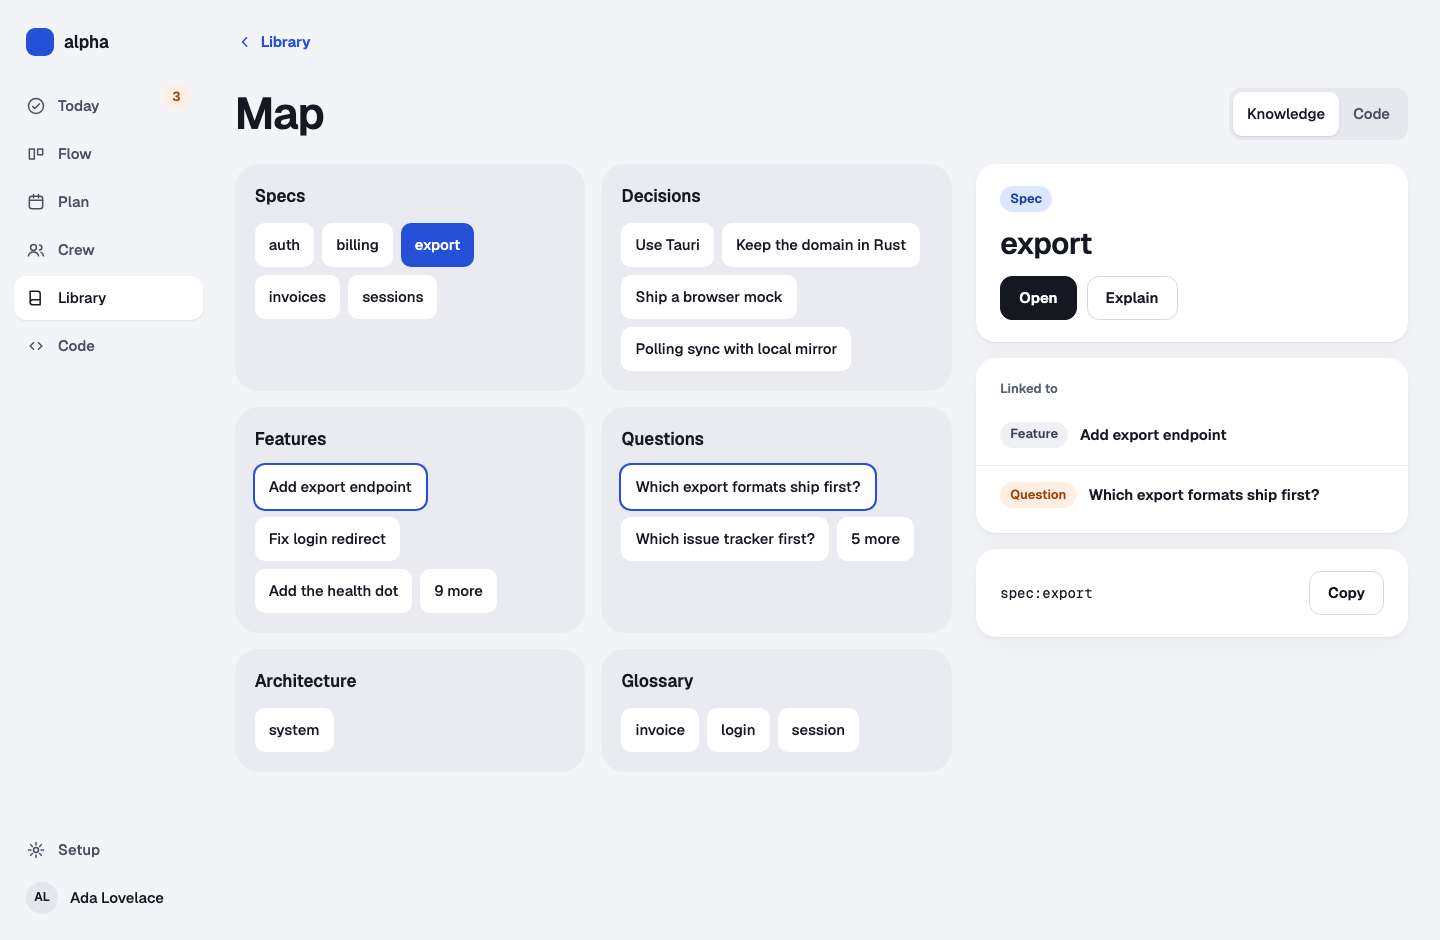 alpha
Today
3
Flow
Plan
Crew
Library
Code
Setup
AL
Ada Lovelace
Library
Map
Knowledge
Code
Specs
auth
billing
export
invoices
sessions
Decisions
Use Tauri
Keep the domain in Rust
Ship a browser mock
Polling sync with local mirror
Features
Add export endpoint
Fix login redirect
Add the health dot
9 more
Questions
Which export formats ship first?
Which issue tracker first?
5 more
Architecture
system
Glossary
invoice
login
session
Spec
export
Open
Explain
Linked to
Feature
Add export endpoint
Question
Which export formats ship first?
spec:export
Copy